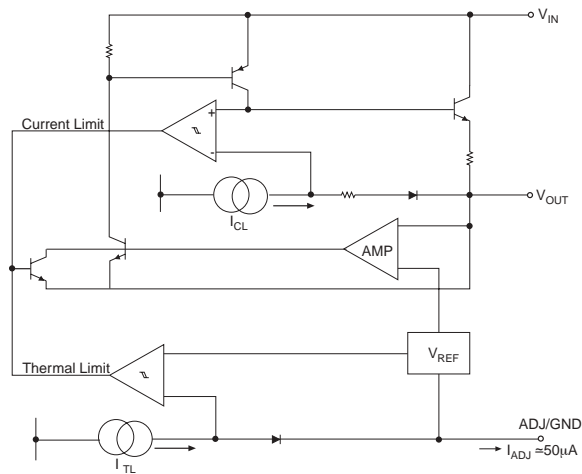 V_IN
+
Current Limit
-
V_OUT
I_CL
AMP
V_REF
Thermal Limit
ADJ/GND
I_ADJ ≃50μA
I_TL